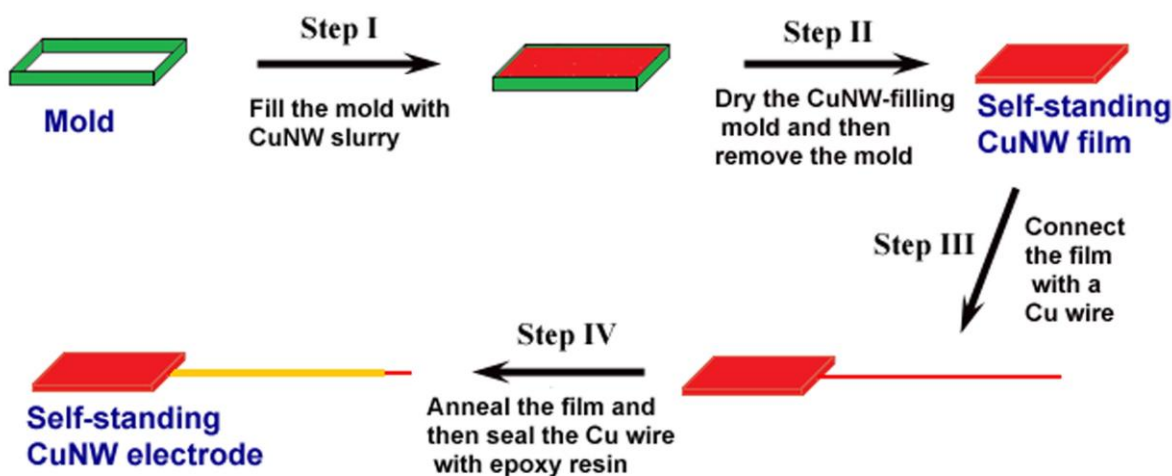 Step I
Fill the mold with
CuNW slurry
Mold
Step II
Dry the CuNW-filling
mold and then
remove the mold
Self-standing
CuNW film
Step III
Connect
the film
with a
Cu wire
Step IV
Anneal the film and
then seal the Cu wire
with epoxy resin
Self-standing
CuNW electrode